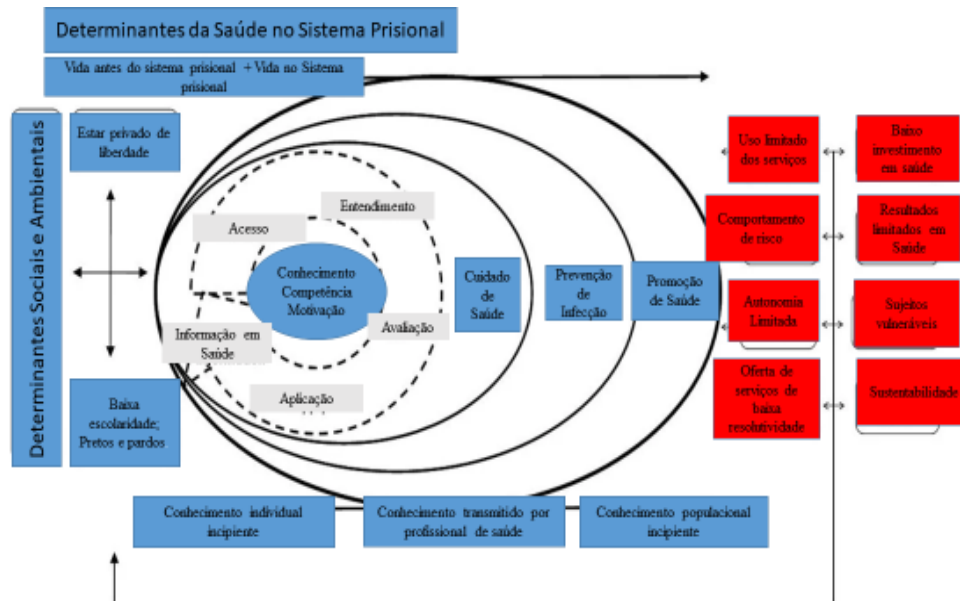 Determinantes da Saúde no Sistema Prisional
Vida antes do sistema prisional + Vida no Sistema
prisional
Determinantes Sociais e Ambientais
Estar privado de
liberdade
Baixa
escolaridade;
Pretos e pardos
Acesso
Entendimento
Conhecimento
Competência
Motivação
Informação em
Saúde
Avaliação
Aplicação
Cuidado
de
Saúde
Prevenção
de
Infecção
Promoção
de Saúde
Uso limitado
dos serviços
Baixo
investimento
em saúde
Comportamento
de risco
Resultados
limitados em
Saúde
Autonomia
Limitada
Sujeitos
vulneráveis
Oferta de
serviços de
baixa
resolutividade
Sustentabilidade
Conhecimento individual
incipiente
Conhecimento transmitido por
profissional de saúde
Conhecimento populacional
incipiente